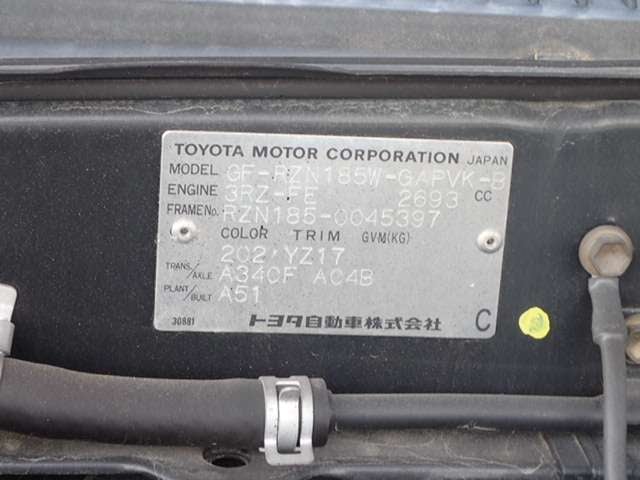 TOYOTA MOTOR CORPORATION JAPAN
MODEL GF-RZN185W-GAPVK-B
ENGINE 3RZ-FE 2693 CC
FRAME No. RZN185-0045397
COLOR TRIM GVM(KG)
202 YZ17
TRANS./AXLE A340F A04B
PLANT/BUILT A51
30881 トヨタ自動車株式会社 C